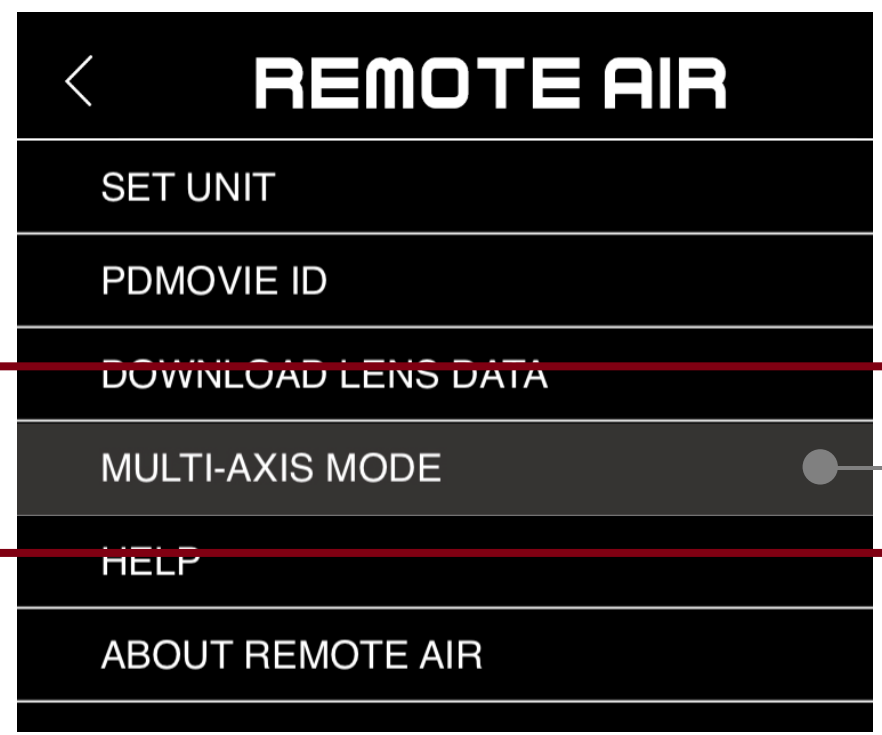 REMOTE AIR
SET UNIT
PDMOVIE ID
DOWNLOAD LENS DATA
MULTI-AXIS MODE
HELP
ABOUT REMOTE AIR